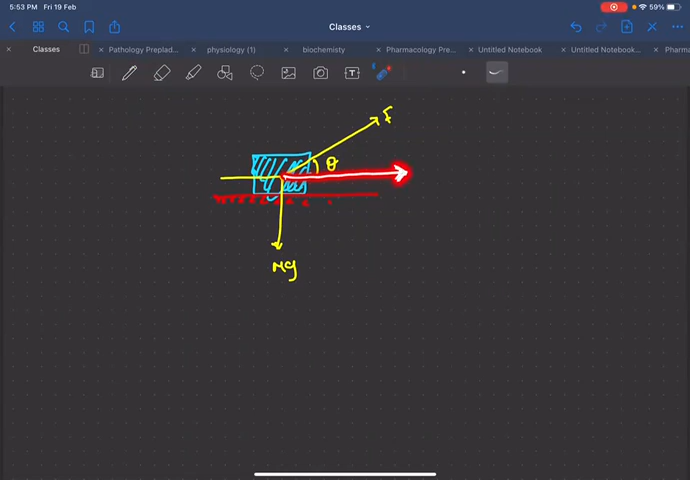 5:53 PM Fri 19 Feb
59%
Classes
Classes
Pathology Preplad...
physiology (1)
biochemisty
Pharmacology Pre...
Untitled Notebook
Untitled Notebook...
Pharma
T
F
θ
Mg